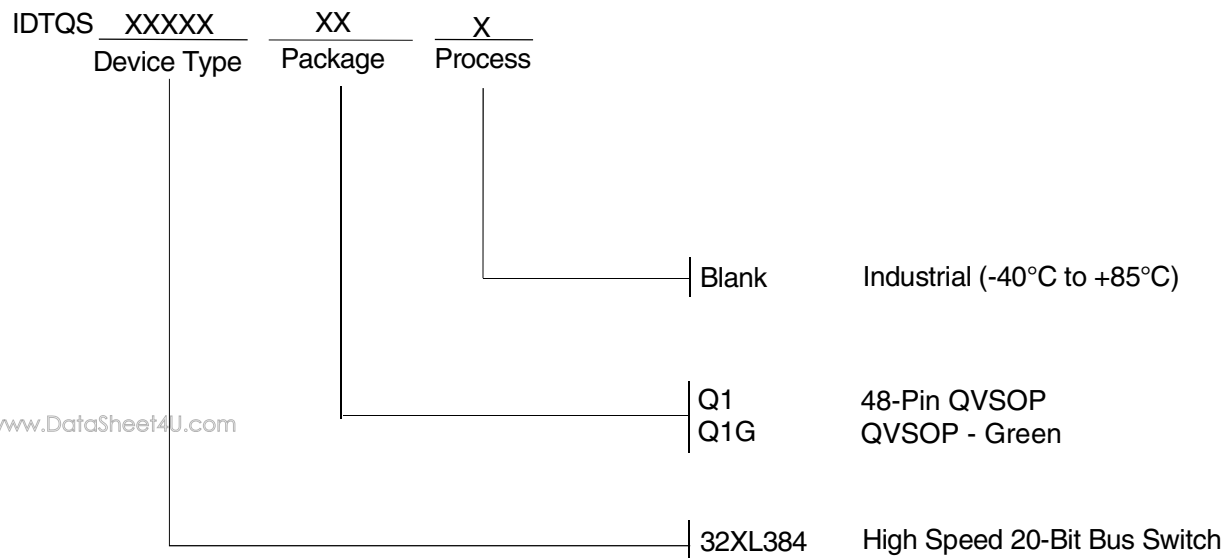 IDTQS XXXXX XX X
Device Type Package Process
Blank Industrial (-40°C to +85°C)
Q1 48-Pin QVSOP
Q1G QVSOP - Green
www.DataSheet4U.com
32XL384 High Speed 20-Bit Bus Switch